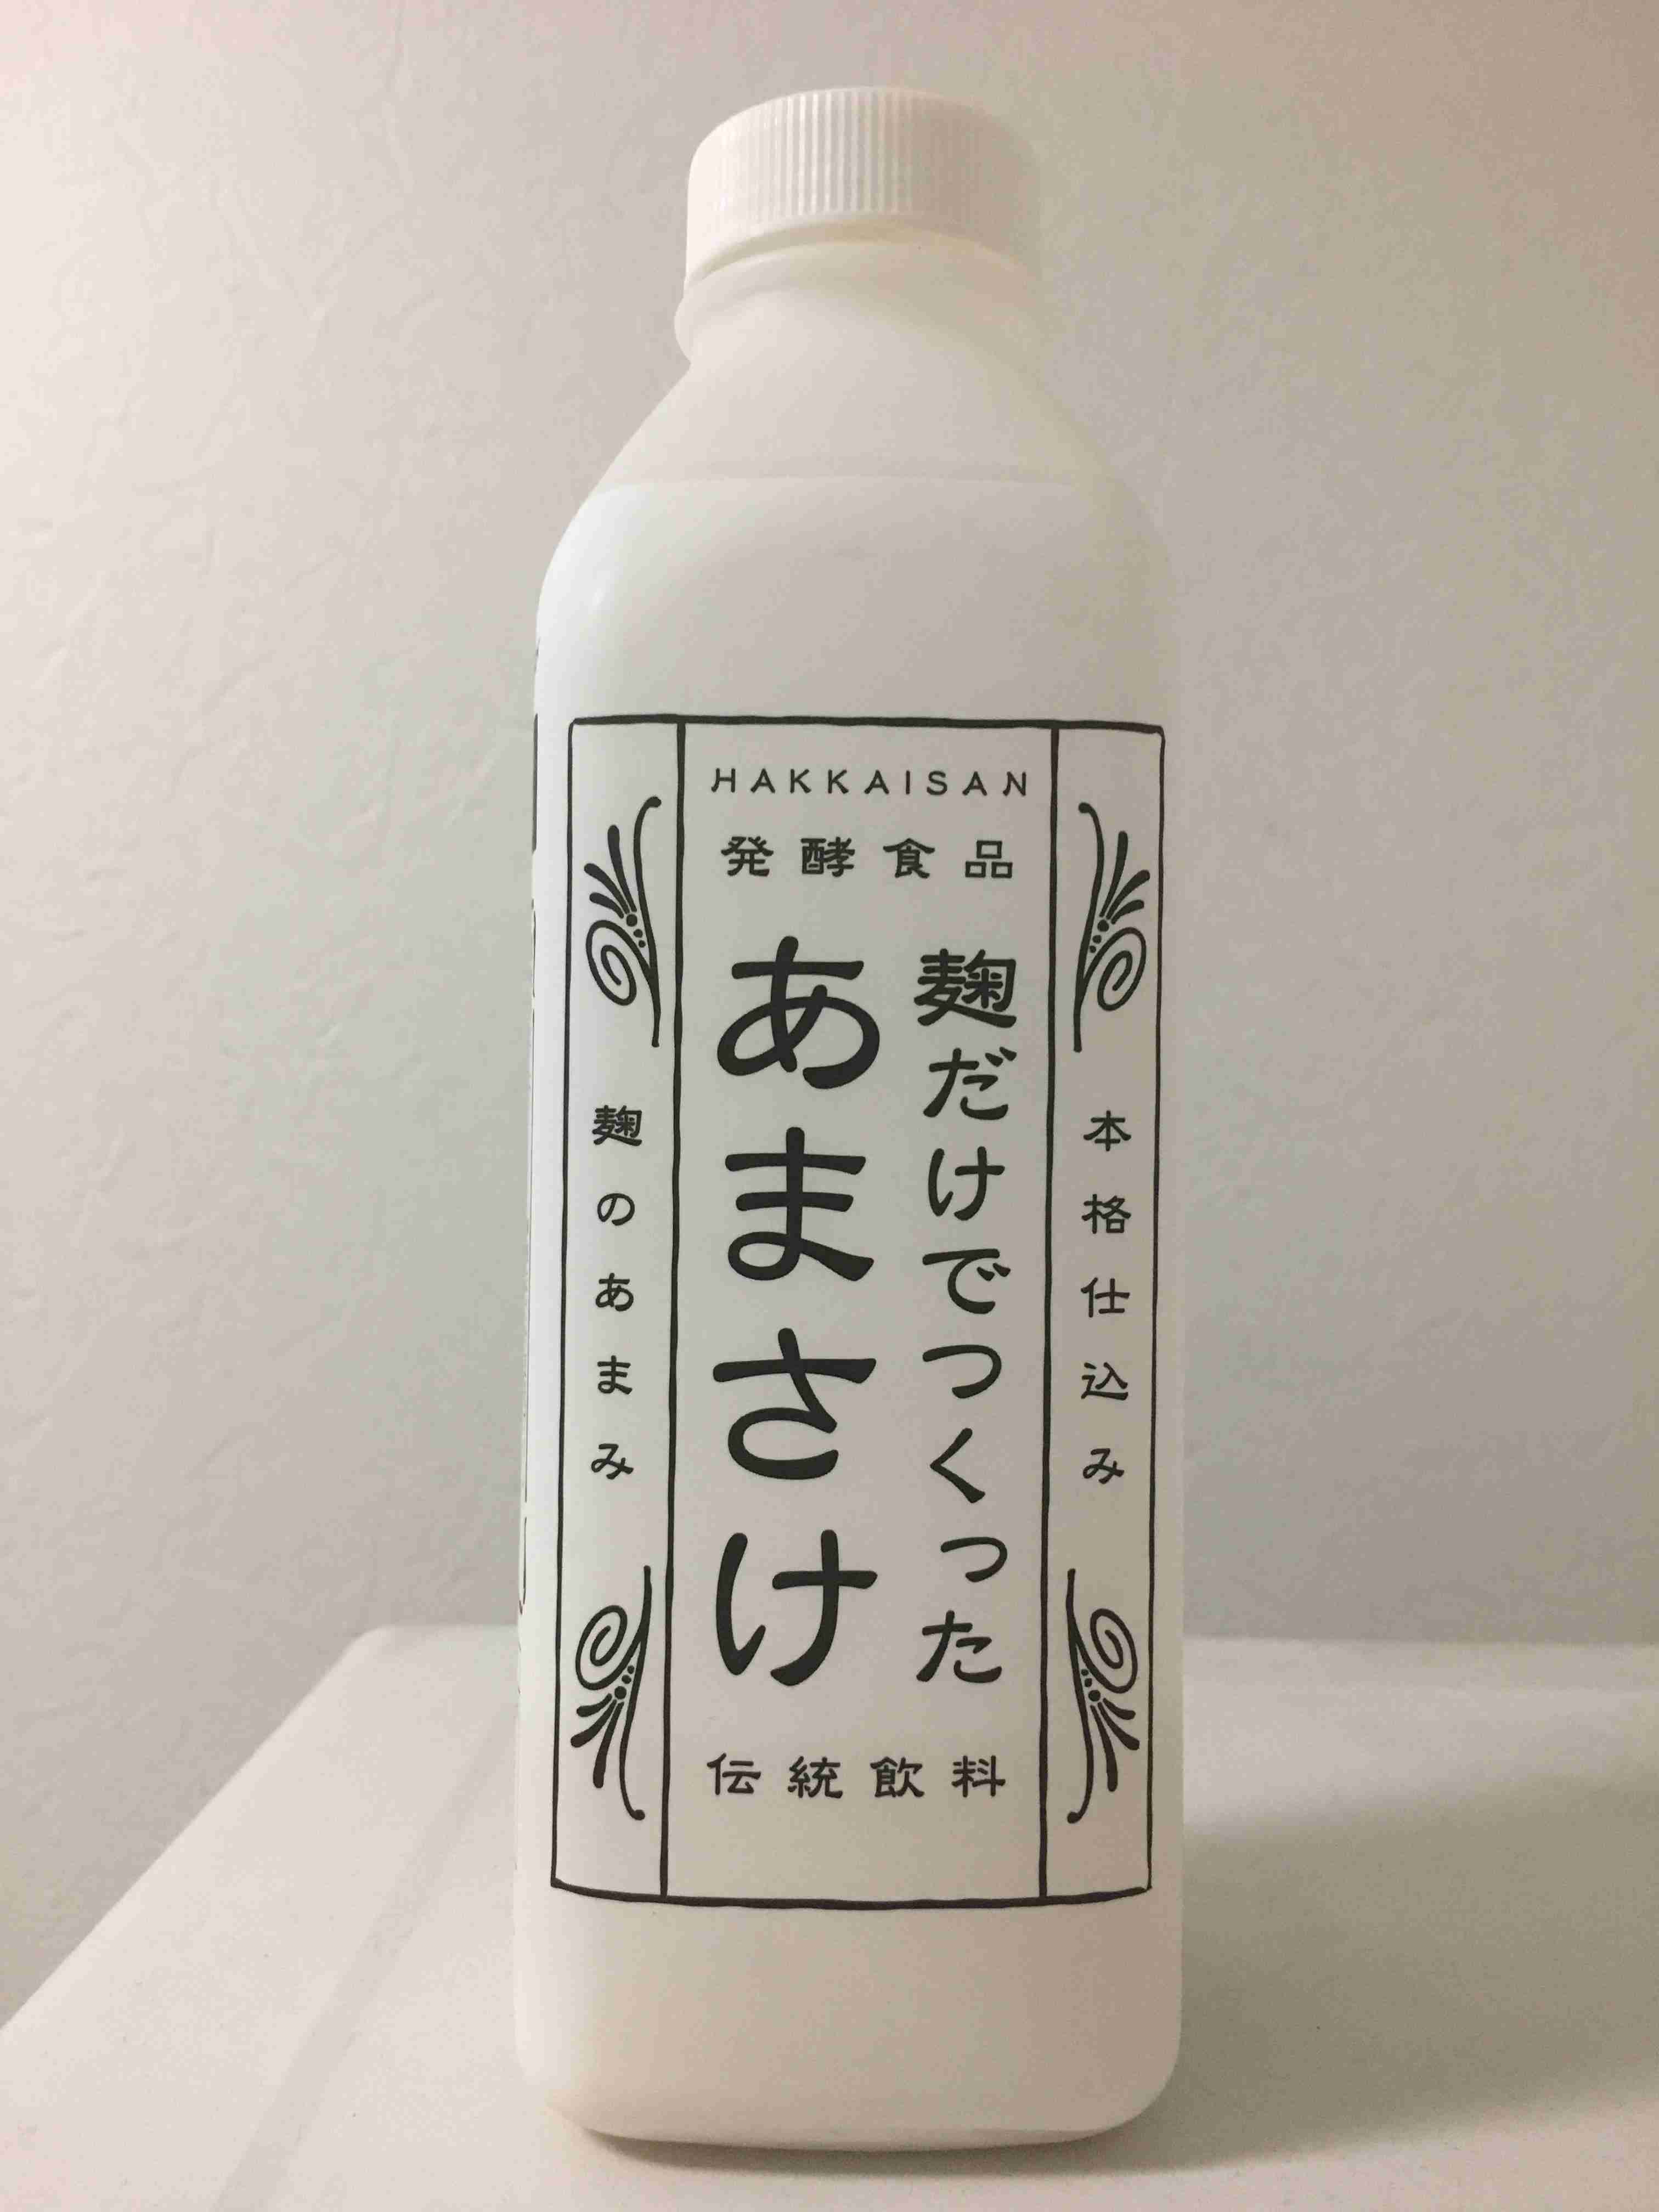 HAKKAISAN
発酵食品
麹だけでつくった
あまさけ
伝統飲料
本格仕込み
麹のあまみ